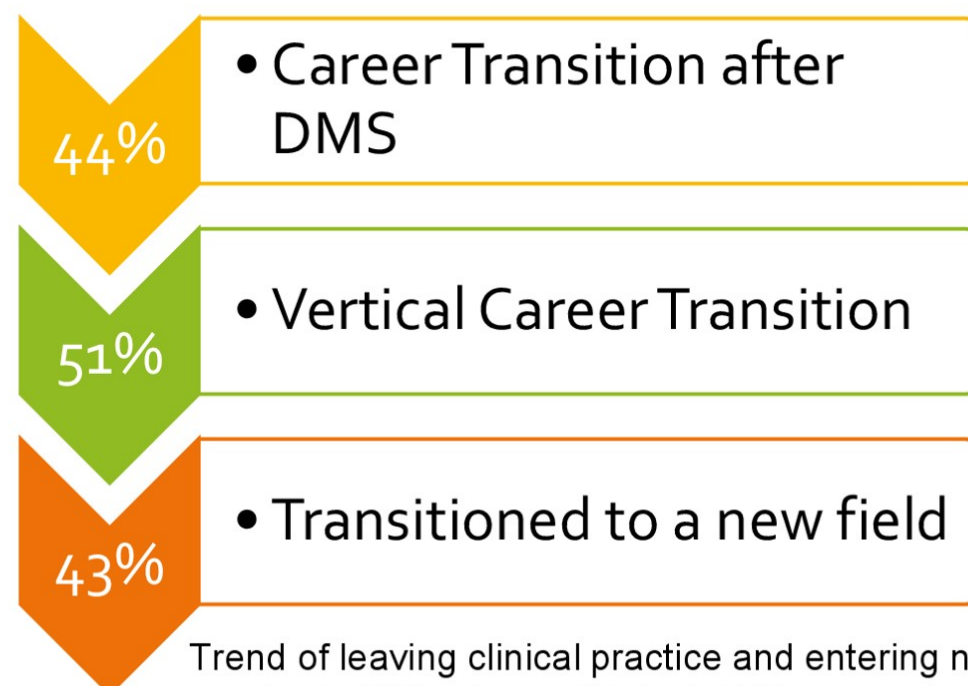 44%
• Career Transition after
DMS
51%
• Vertical Career Transition
43%
• Transitioned to a new field
Trend of leaving clinical practice and entering